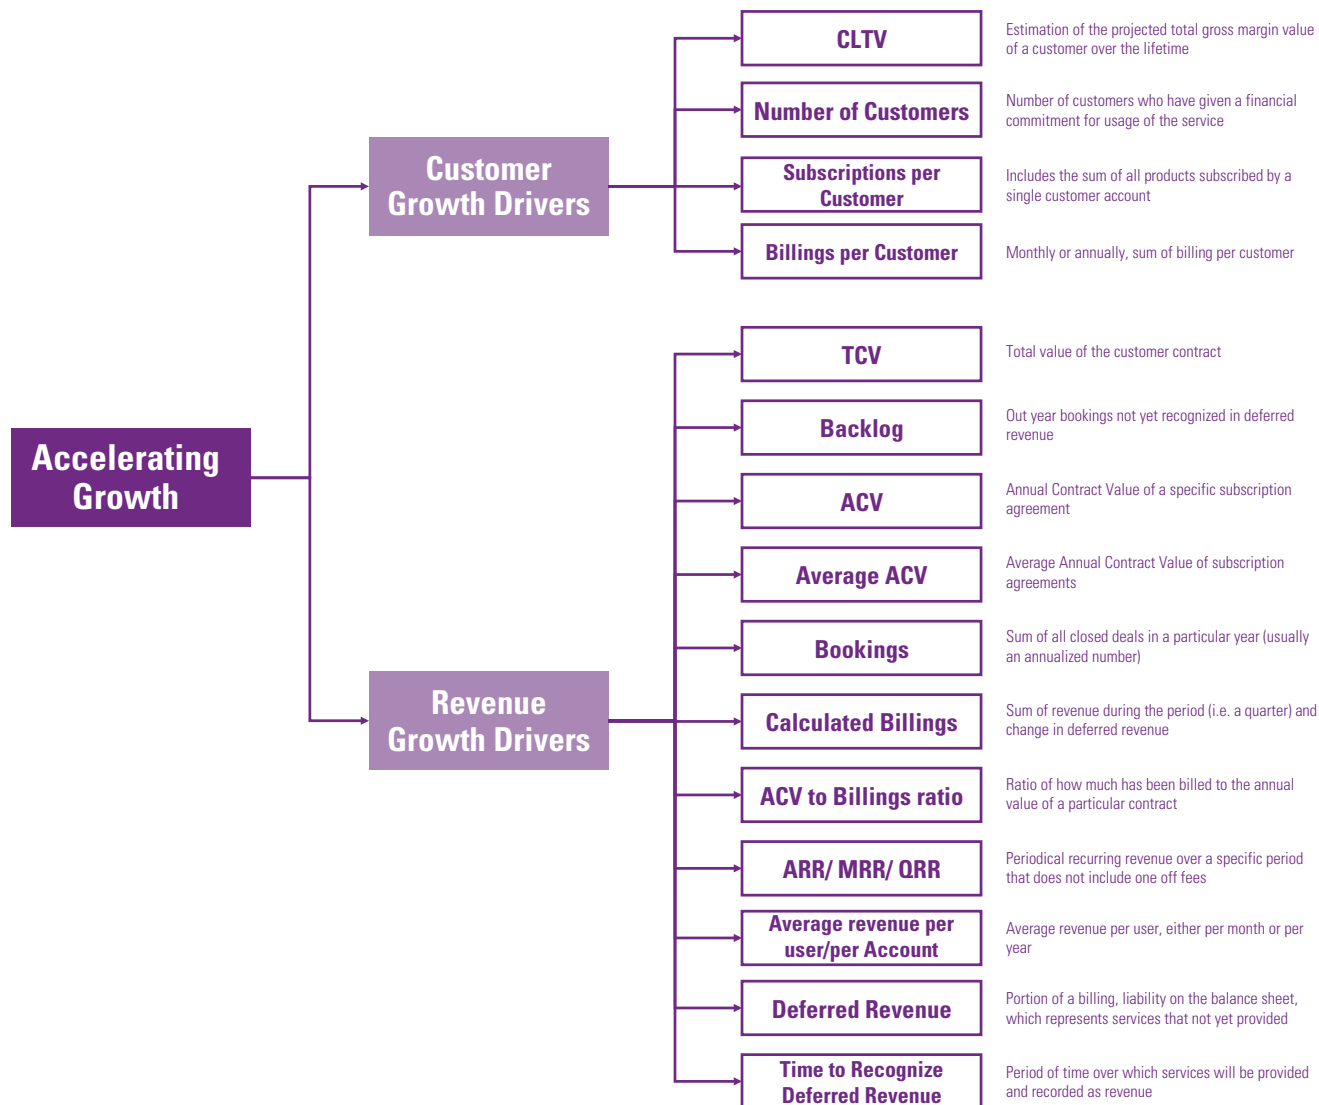 CLTV
Estimation of the projected total gross margin value
of a customer over the lifetime
Number of Customers
Number of customers who have given a financial
commitment for usage of the service
Customer
Growth Drivers
Subscriptions per
Customer
Includes the sum of all products subscribed by a
single customer account
Billings per Customer
Monthly or annually, sum of billing per customer
TCV
Total value of the customer contract
Backlog
Out year bookings not yet recognized in deferred
revenue
Accelerating
Growth
ACV
Annual Contract Value of a specific subscription
agreement
Average ACV
Average Annual Contract Value of subscription
agreements
Bookings
Sum of all closed deals in a particular year (usually
an annualized number)
Revenue
Growth Drivers
Calculated Billings
Sum of revenue during the period (i.e. a quarter) and
change in deferred revenue
ACV to Billings ratio
Ratio of how much has been billed to the annual
value of a particular contract
ARR/ MRR/ QRR
Periodical recurring revenue over a specific period
that does not include one off fees
Average revenue per
user/per Account
Average revenue per user, either per month or per
year
Deferred Revenue
Portion of a billing, liability on the balance sheet,
which represents services that not yet provided
Time to Recognize
Deferred Revenue
Period of time over which services will be provided
and recorded as revenue